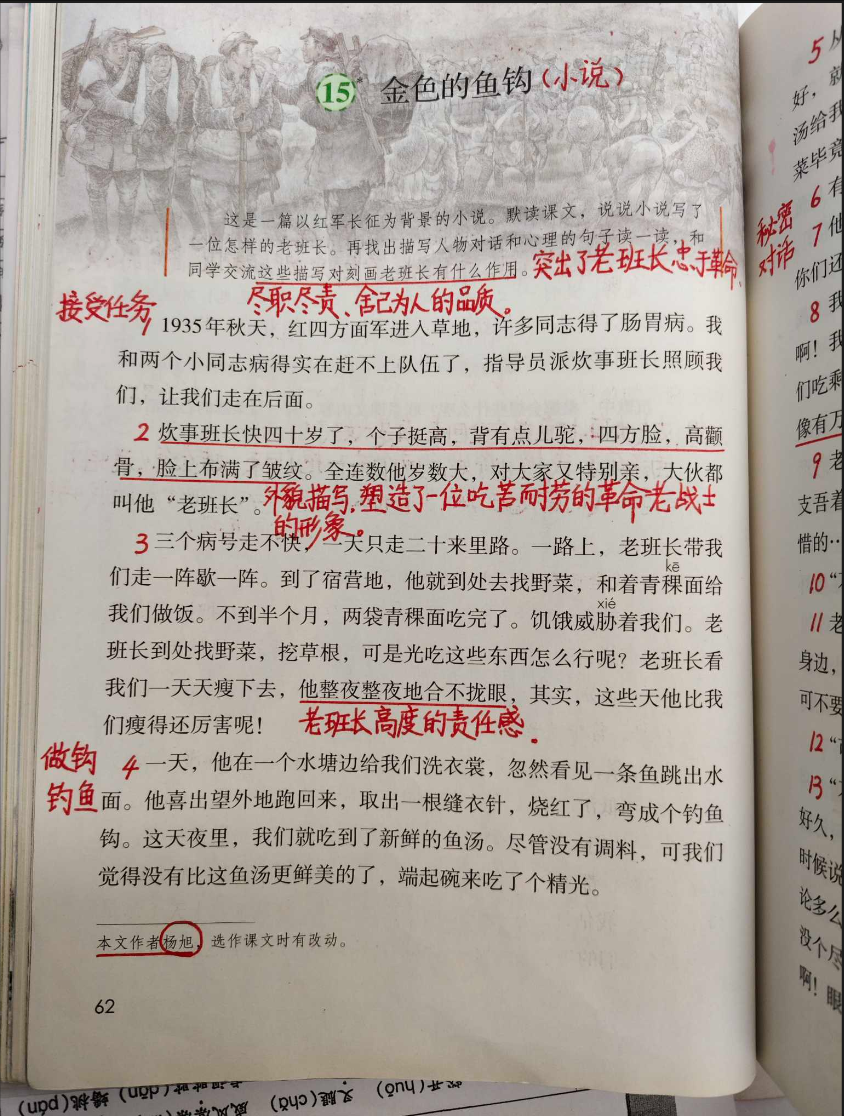 15* 金色的鱼钩(小说)
这是一篇以红军长征为背景的小说。默读课文，说说小说写了
一位怎样的老班长。再找出描写人物对话和心理的句子读一读，和
同学交流这些描写对刻画老班长有什么作用。突出了老班长忠于革命、
尽职尽责、舍己为人的品质。
接受任务
1 1935年秋天，红四方面军进入草地，许多同志得了肠胃病。我
和两个小同志病得实在赶不上队伍了，指导员派炊事班长照顾我
们，让我们走在后面。
2 炊事班长快四十岁了，个子挺高，背有点儿驼，四方脸，高颧
骨，脸上布满了皱纹。全连数他岁数大，对大家又特别亲，大伙都
叫他“老班长”。外貌描写，塑造了一位吃苦耐劳的革命老战士
的形象。
3 三个病号走不快，一天只走二十来里路。一路上，老班长带我
们走一阵歇一阵。到了宿营地，他就到处去找野菜，和着青稞面给
kē
我们做饭。不到半个月，两袋青稞面吃完了。饥饿威胁着我们。老
xié
班长到处找野菜，挖草根，可是光吃这些东西怎么行呢？老班长看
我们一天天瘦下去，他整夜整夜地合不拢眼，其实，这些天他比我
们瘦得还厉害呢！ 老班长高度的责任感.
做钩
钓鱼
4 一天，他在一个水塘边给我们洗衣裳，忽然看见一条鱼跳出水
面。他喜出望外地跑回来，取出一根缝衣针，烧红了，弯成个钓鱼
钩。这天夜里，我们就吃到了新鲜的鱼汤。尽管没有调料，可我们
觉得没有比这鱼汤更鲜美的了，端起碗来吃了个精光。
本文作者杨旭，选作课文时有改动。
62
5 从
好，就
汤给我
菜毕竟
6 有
秘密
对话
7 他
你们还
8 我
啊！我
们吃剩
像有万
9 老
支吾着
惜的…
10 “
11 老
身边，
可不要
12 “
13 “
好久，
时候说
论多么
没个尽
啊！眼